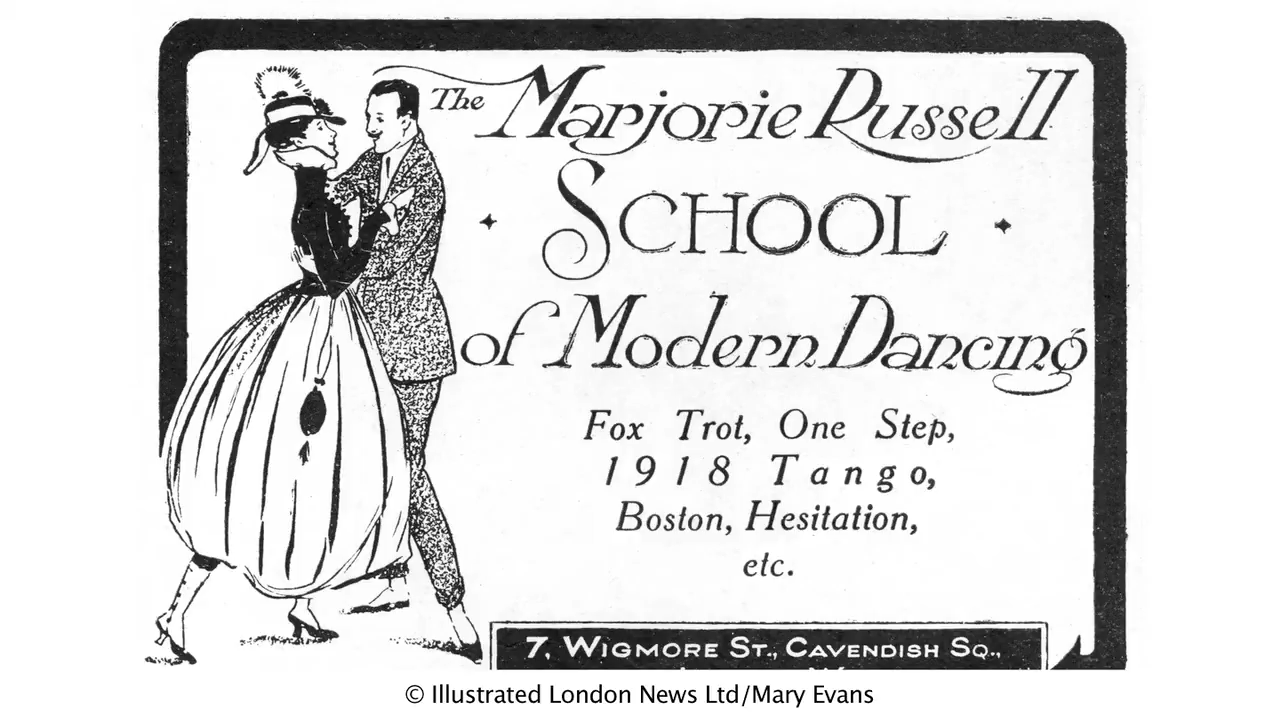 The Marjorie Russell
SCHOOL
of Modern Dancing
Fox Trot, One Step,
1918 Tango,
Boston, Hesitation,
etc.
7, WIGMORE ST., CAVENDISH SQ.,
© Illustrated London News Ltd/Mary Evans